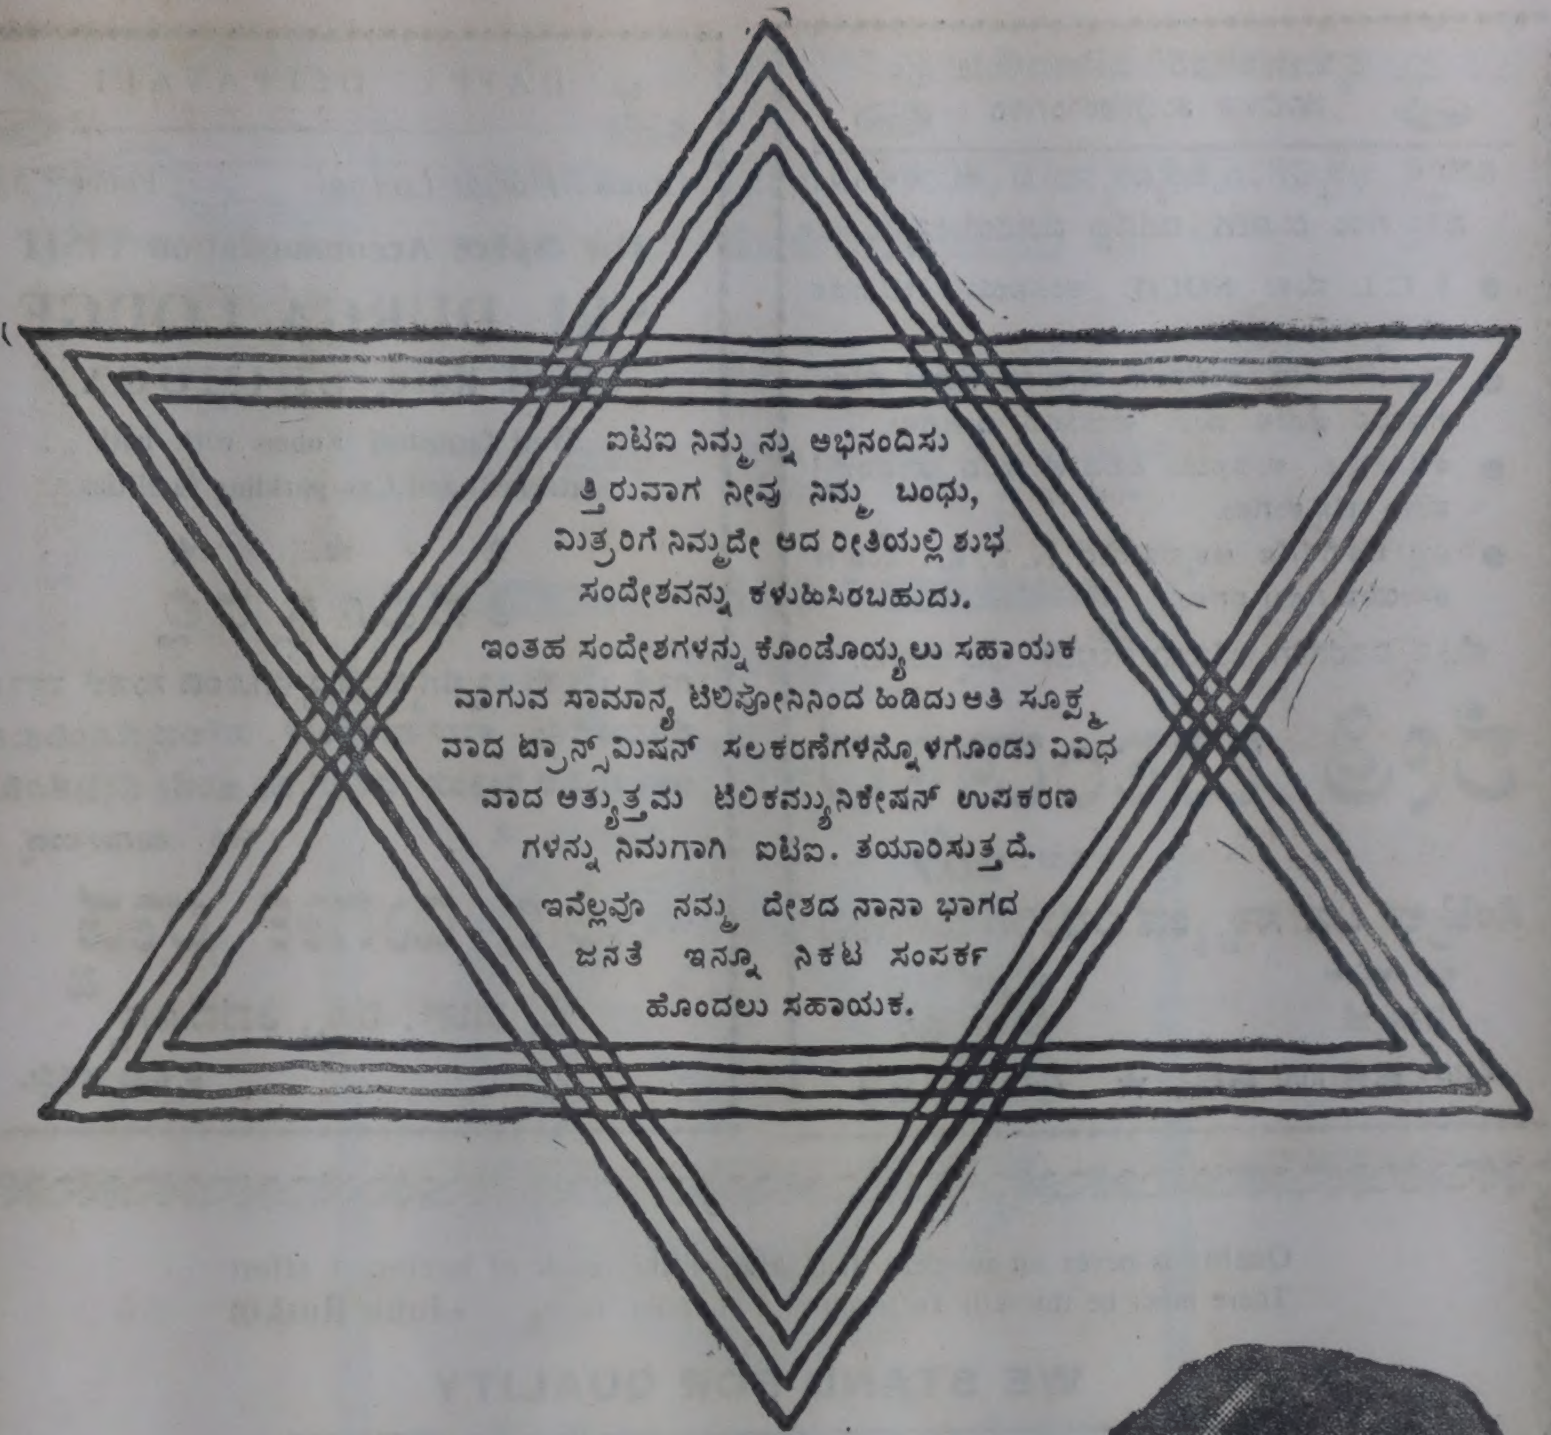 ಐಟಐ ನಿಮ್ಮನ್ನು ಅಭಿನಂದಿಸು
ತ್ತಿರುವಾಗ ನೀವು ನಿಮ್ಮ ಬಂಧು,
ಮಿತ್ರರಿಗೆ ನಿಮ್ಮದೇ ಆದ ರೀತಿಯಲ್ಲಿ ಶುಭ
ಸಂದೇಶವನ್ನು ಕಳುಹಿಸಿರಬಹುದು.
ಇಂತಹ ಸಂದೇಶಗಳನ್ನು ಕೊಂಡೊಯ್ಯಲು ಸಹಾಯಕ
ವಾಗುವ ಸಾಮಾನ್ಯ ಟೆಲಿಫೋನಿನಿಂದ ಹಿಡಿದು ಅತಿ ಸೂಕ್ಷ್ಮ
ವಾದ ಟ್ರಾನ್ಸ್‌ಮಿಷನ್ ಸಲಕರಣೆಗಳನ್ನೊಳಗೊಂಡು ವಿವಿಧ
ವಾದ ಅತ್ಯುತ್ತಮ ಟೆಲಿಕಮ್ಯುನಿಕೇಷನ್ ಉಪಕರಣ
ಗಳನ್ನು ನಿಮಗಾಗಿ ಐಟಐ. ತಯಾರಿಸುತ್ತದೆ.
ಇವೆಲ್ಲವೂ ನಮ್ಮ ದೇಶದ ನಾನಾ ಭಾಗದ
ಜನತೆ ಇನ್ನೂ ನಿಕಟ ಸಂಪರ್ಕ
ಹೊಂದಲು ಸಹಾಯಕ.